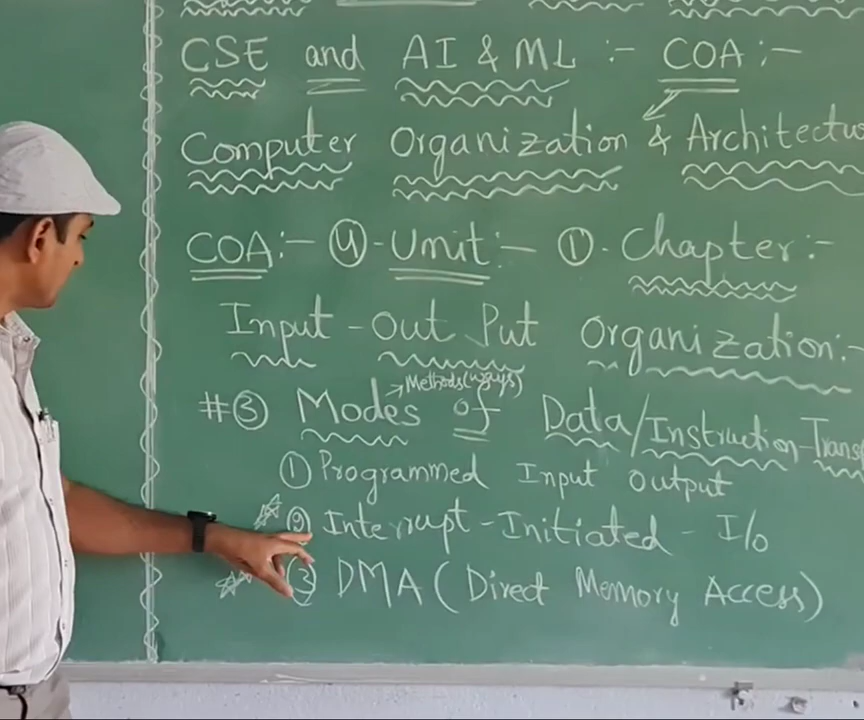 CSE and AI & ML :- COA :-
Computer Organization & Architectu
COA :- ④ - Unit :- ① - Chapter :-
Input - Out Put Organization :-
→ Methods (ways)
# ③ Modes of Data/Instruction-Trans
① Programmed Input Output
② Interrupt - Initiated - I/o
③ DMA ( Direct Memory Access)